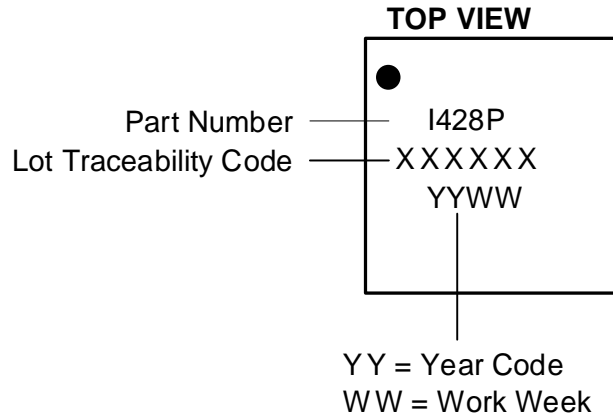 TOP VIEW
Part Number
I428P
Lot Traceability Code
XXXXXX
YYWW
YY = Year Code
WW = Work Week